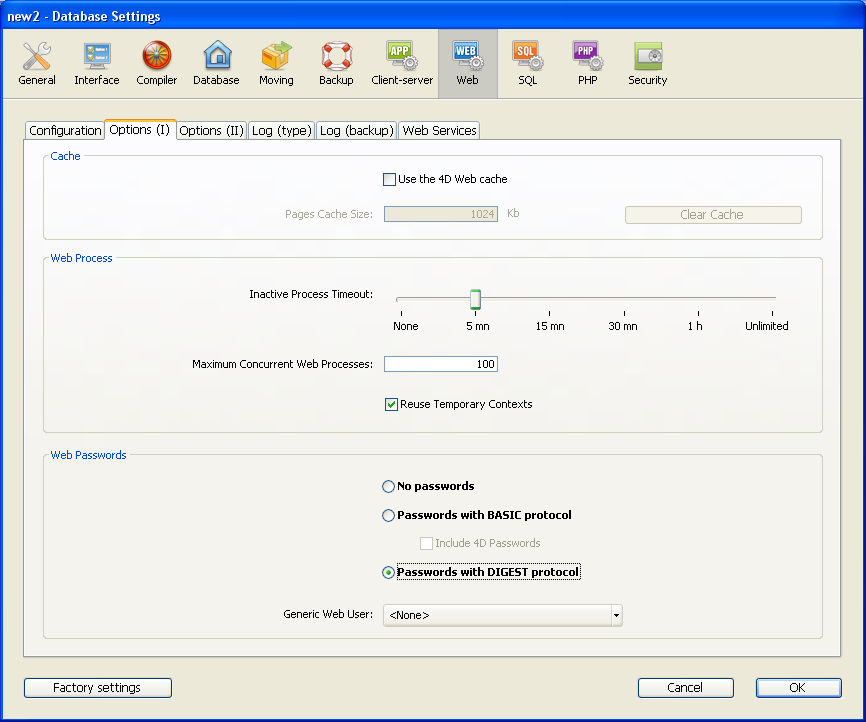 new2 - Database Settings
General Interface Compiler Database Moving Backup Client-server Web SQL PHP Security
APP WEB SQL PHP
Configuration Options (I) Options (II) Log (type) Log (backup) Web Services
Cache
Use the 4D Web cache
Pages Cache Size: 1024 Kb Clear Cache
Web Process
Inactive Process Timeout:
None 5 mn 15 mn 30 mn 1 h Unlimited
Maximum Concurrent Web Processes: 100
Reuse Temporary Contexts
Web Passwords
No passwords
Passwords with BASIC protocol
Include 4D Passwords
Passwords with DIGEST protocol
Generic Web User: <None>
Factory settings Cancel OK